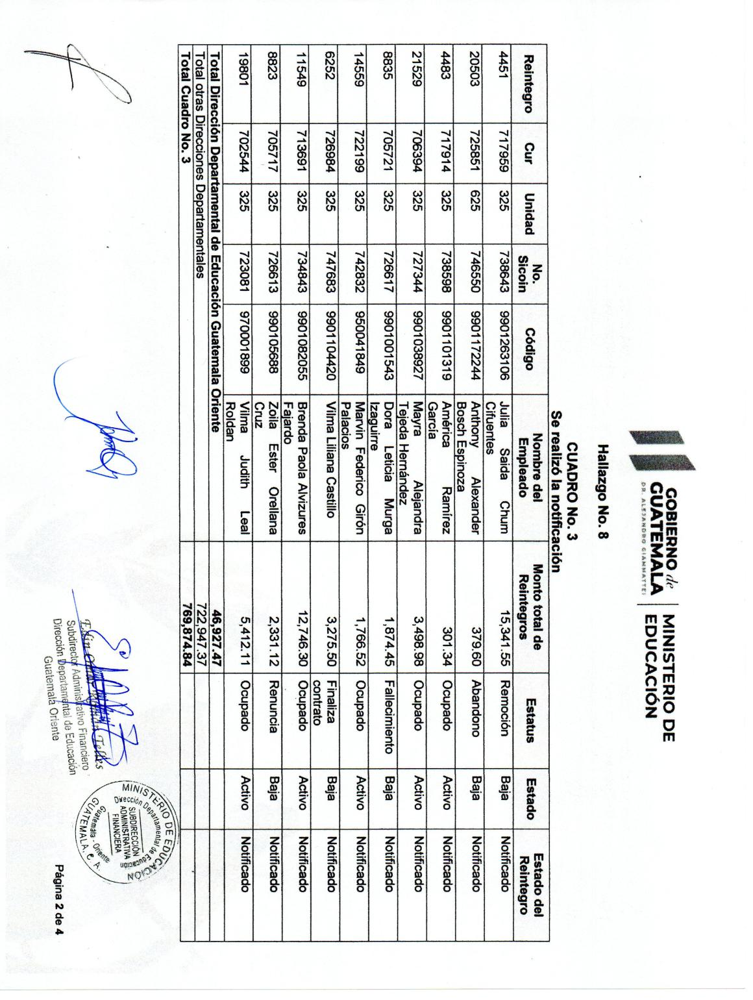 GOBIERNO de
GUATEMALA
DR. ALEJANDRO GIAMMATTEI
MINISTERIO DE
EDUCACIÓN
Hallazgo No. 8
CUADRO No. 3
Se realizó la notificación
Reintegro Cur Unidad No. Sicoin Código Nombre del Empleado Monto total de Reintegros Estatus Estado Estado del Reintegro
4451 717959 325 738643 9901263106 Julia Saida Chum Cifuentes 15,341.55 Remoción Baja Notificado
20503 725851 625 746550 9901172244 Anthony Alexander Bosch Espinoza 379.60 Abandono Baja Notificado
4483 717914 325 738598 9901101319 América Ramírez García 301.34 Ocupado Activo Notificado
21529 706394 325 727344 9901038927 Mayra Alejandra Tejeda Hernández 3,498.98 Ocupado Activo Notificado
8835 705721 325 726617 9901001543 Dora Leticia Murga Izaguirre 1,874.45 Fallecimiento Baja Notificado
14559 722199 325 742832 950041849 Marvin Federico Girón Palacios 1,766.52 Ocupado Activo Notificado
6252 726984 325 747683 9901104420 Vilma Liliana Castillo 3,275.50 Finaliza contrato Baja Notificado
11549 713691 325 734843 9901082055 Brenda Paola Alvizures Fajardo 12,746.30 Ocupado Activo Notificado
8823 705717 325 726613 990105688 Zoila Ester Orellana Cruz 2,331.12 Renuncia Baja Notificado
19801 702544 325 723081 970001899 Vilma Judith Leal Roldan 5,412.11 Ocupado Activo Notificado
Total Dirección Departamental de Educación Guatemala Oriente 46,927.47
Total otras Direcciones Departamentales 722,947.37
Total Cuadro No. 3 769,874.84
Subdirector Administrativo Financiero
Dirección Departamental de Educación
Guatemala Oriente
MINISTERIO DE EDUCACIÓN
Dirección Departamental de Educación
SUBDIRECCIÓN
ADMINISTRATIVA
FINANCIERA
Guatemala - Oriente
GUATEMALA, C. A.
Página 2 de 4